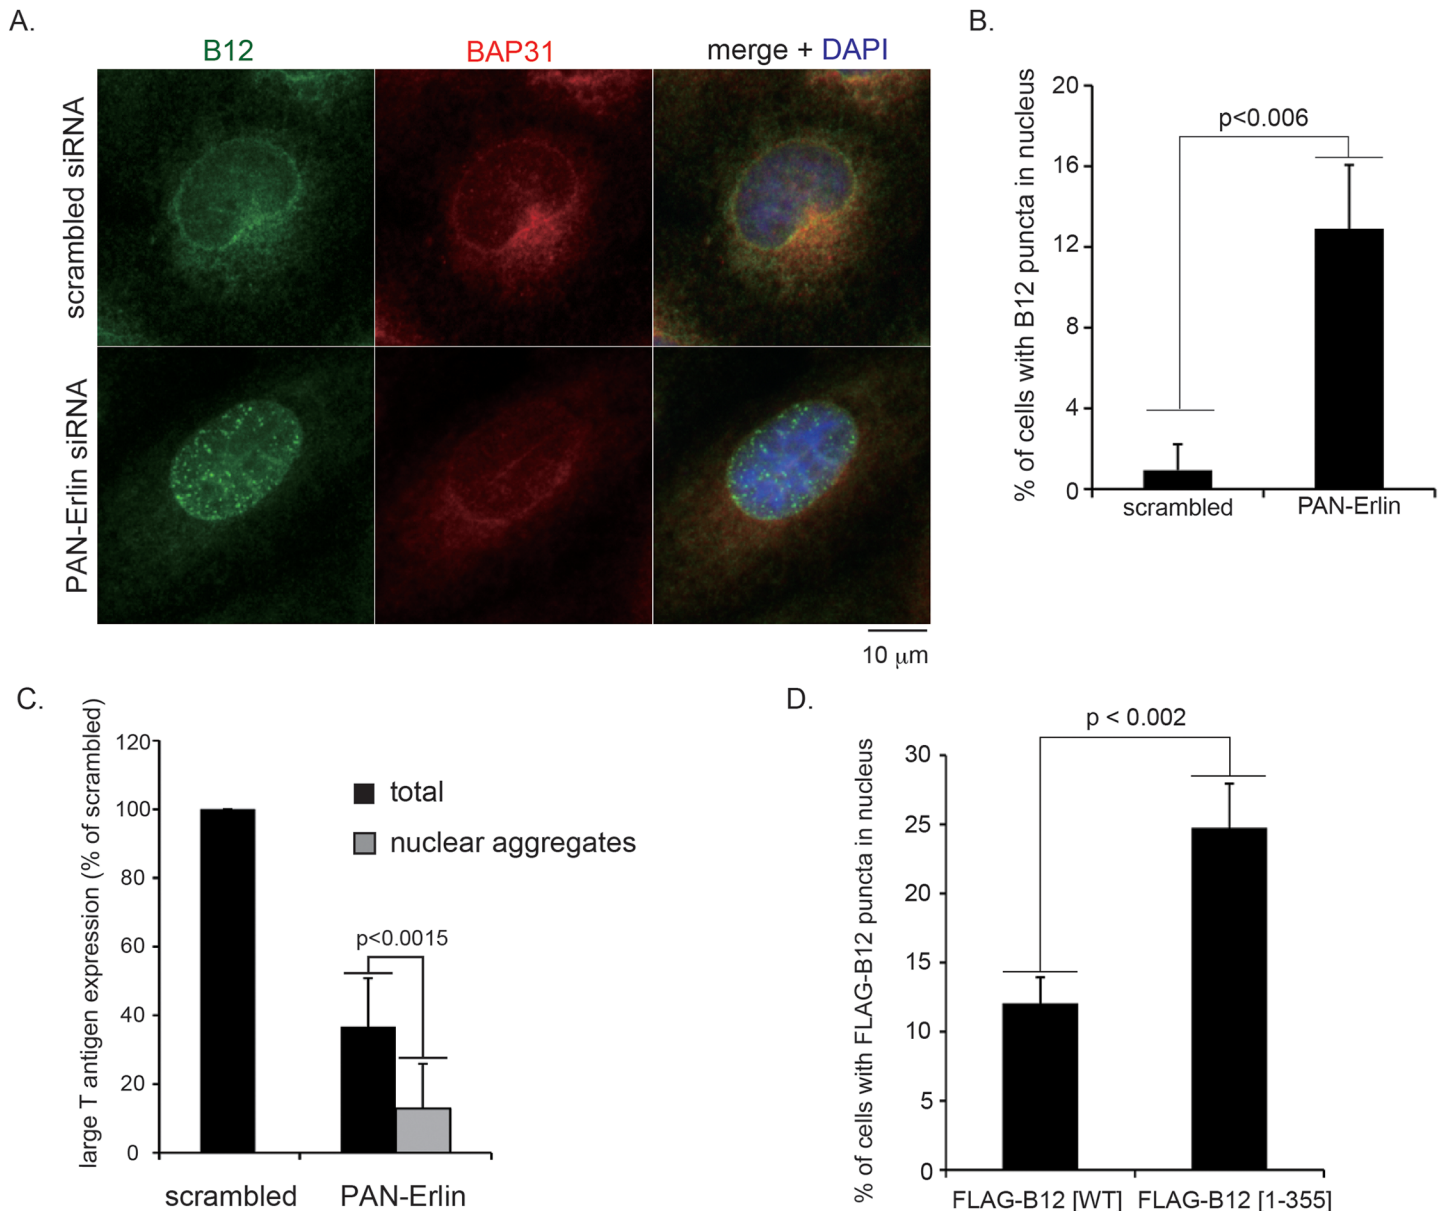 A.
B12
BAP31
merge + DAPI
scrambled siRNA
PAN-Erlin siRNA
10 μm
B.
% of cells with B12 puncta in nucleus
20
16
12
8
4
0
p<0.006
scrambled
PAN-Erlin
C.
large T antigen expression (% of scrambled)
120
100
80
60
40
20
0
total
nuclear aggregates
p<0.0015
scrambled
PAN-Erlin
D.
% of cells with FLAG-B12 puncta in nucleus
30
25
20
15
10
5
0
p < 0.002
FLAG-B12 [WT]
FLAG-B12 [1-355]